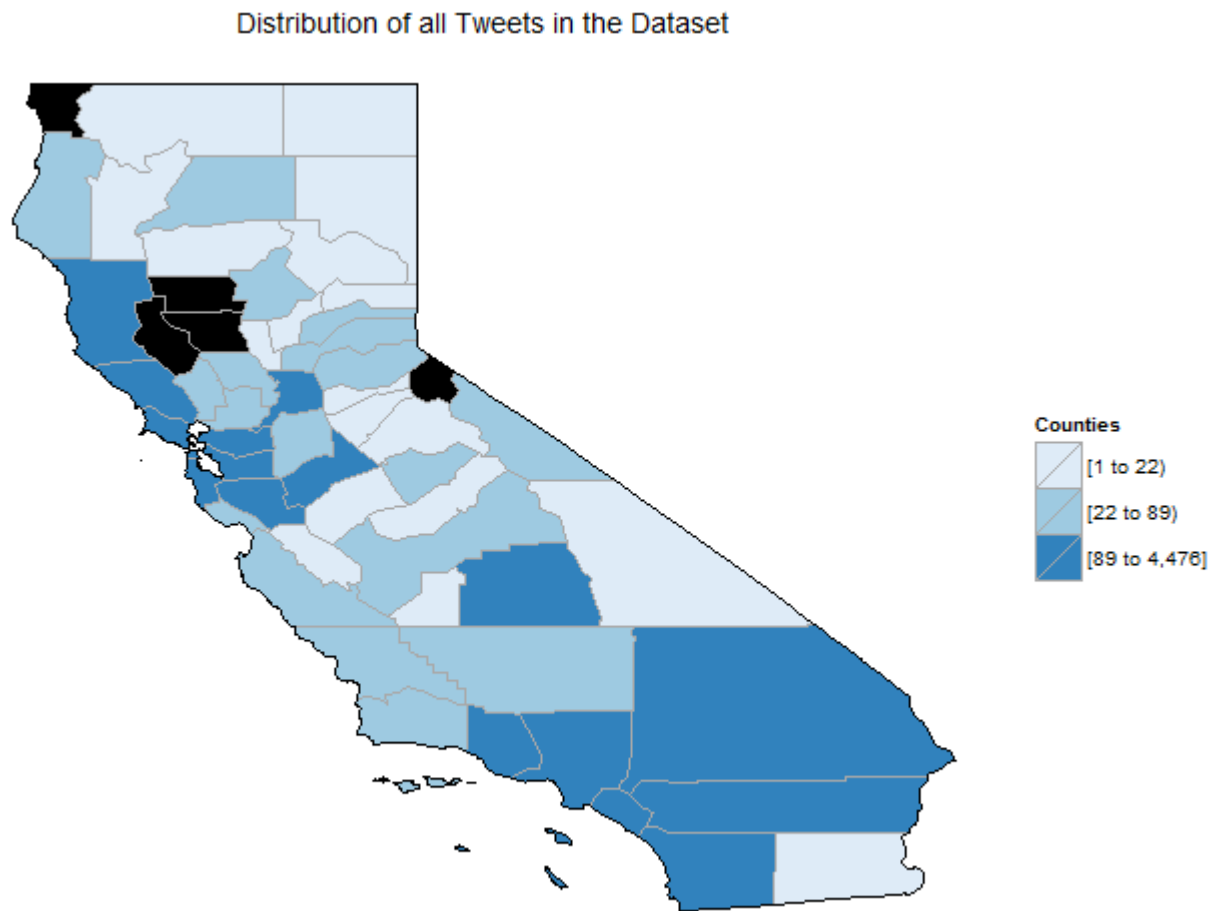 Distribution of all Tweets in the Dataset
Counties
[1 to 22)
[22 to 89)
[89 to 4,476]